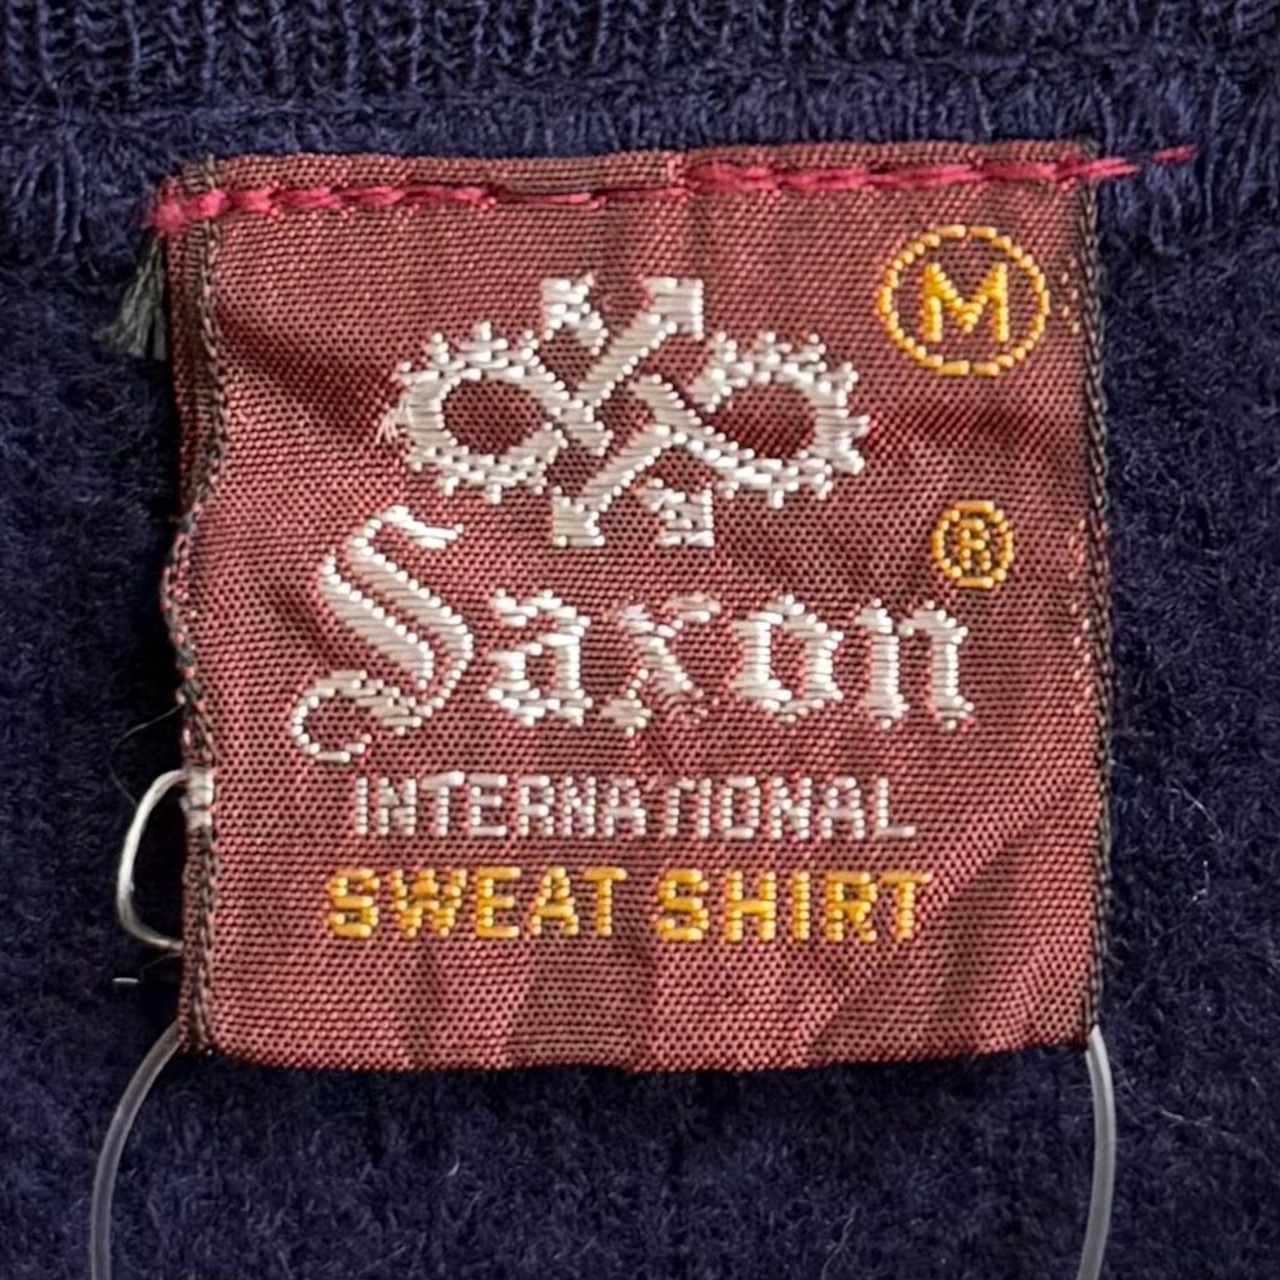 M
®
Saxon
INTERNATIONAL
SWEAT SHIRT